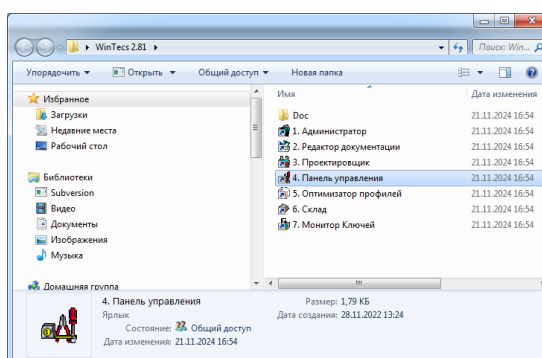 WinTecs 2.81
Поиск: Win...
Упорядочить
Открыть
Общий доступ
Новая папка
Избранное
Загрузки
Недавние места
Рабочий стол
Библиотеки
Subversion
Видео
Документы
Изображения
Музыка
Домашняя группа
Имя
Дата изменения
Doc
21.11.2024 16:54
1. Администратор
21.11.2024 16:54
2. Редактор документации
21.11.2024 16:54
3. Проектировщик
21.11.2024 16:54
4. Панель управления
21.11.2024 16:54
5. Оптимизатор профилей
21.11.2024 16:54
6. Склад
21.11.2024 16:54
7. Монитор Ключей
21.11.2024 16:54
4. Панель управления
Ярлык
Состояние: Общий доступ
Дата изменения: 21.11.2024 16:54
Размер: 1,79 КБ
Дата создания: 28.11.2022 13:24